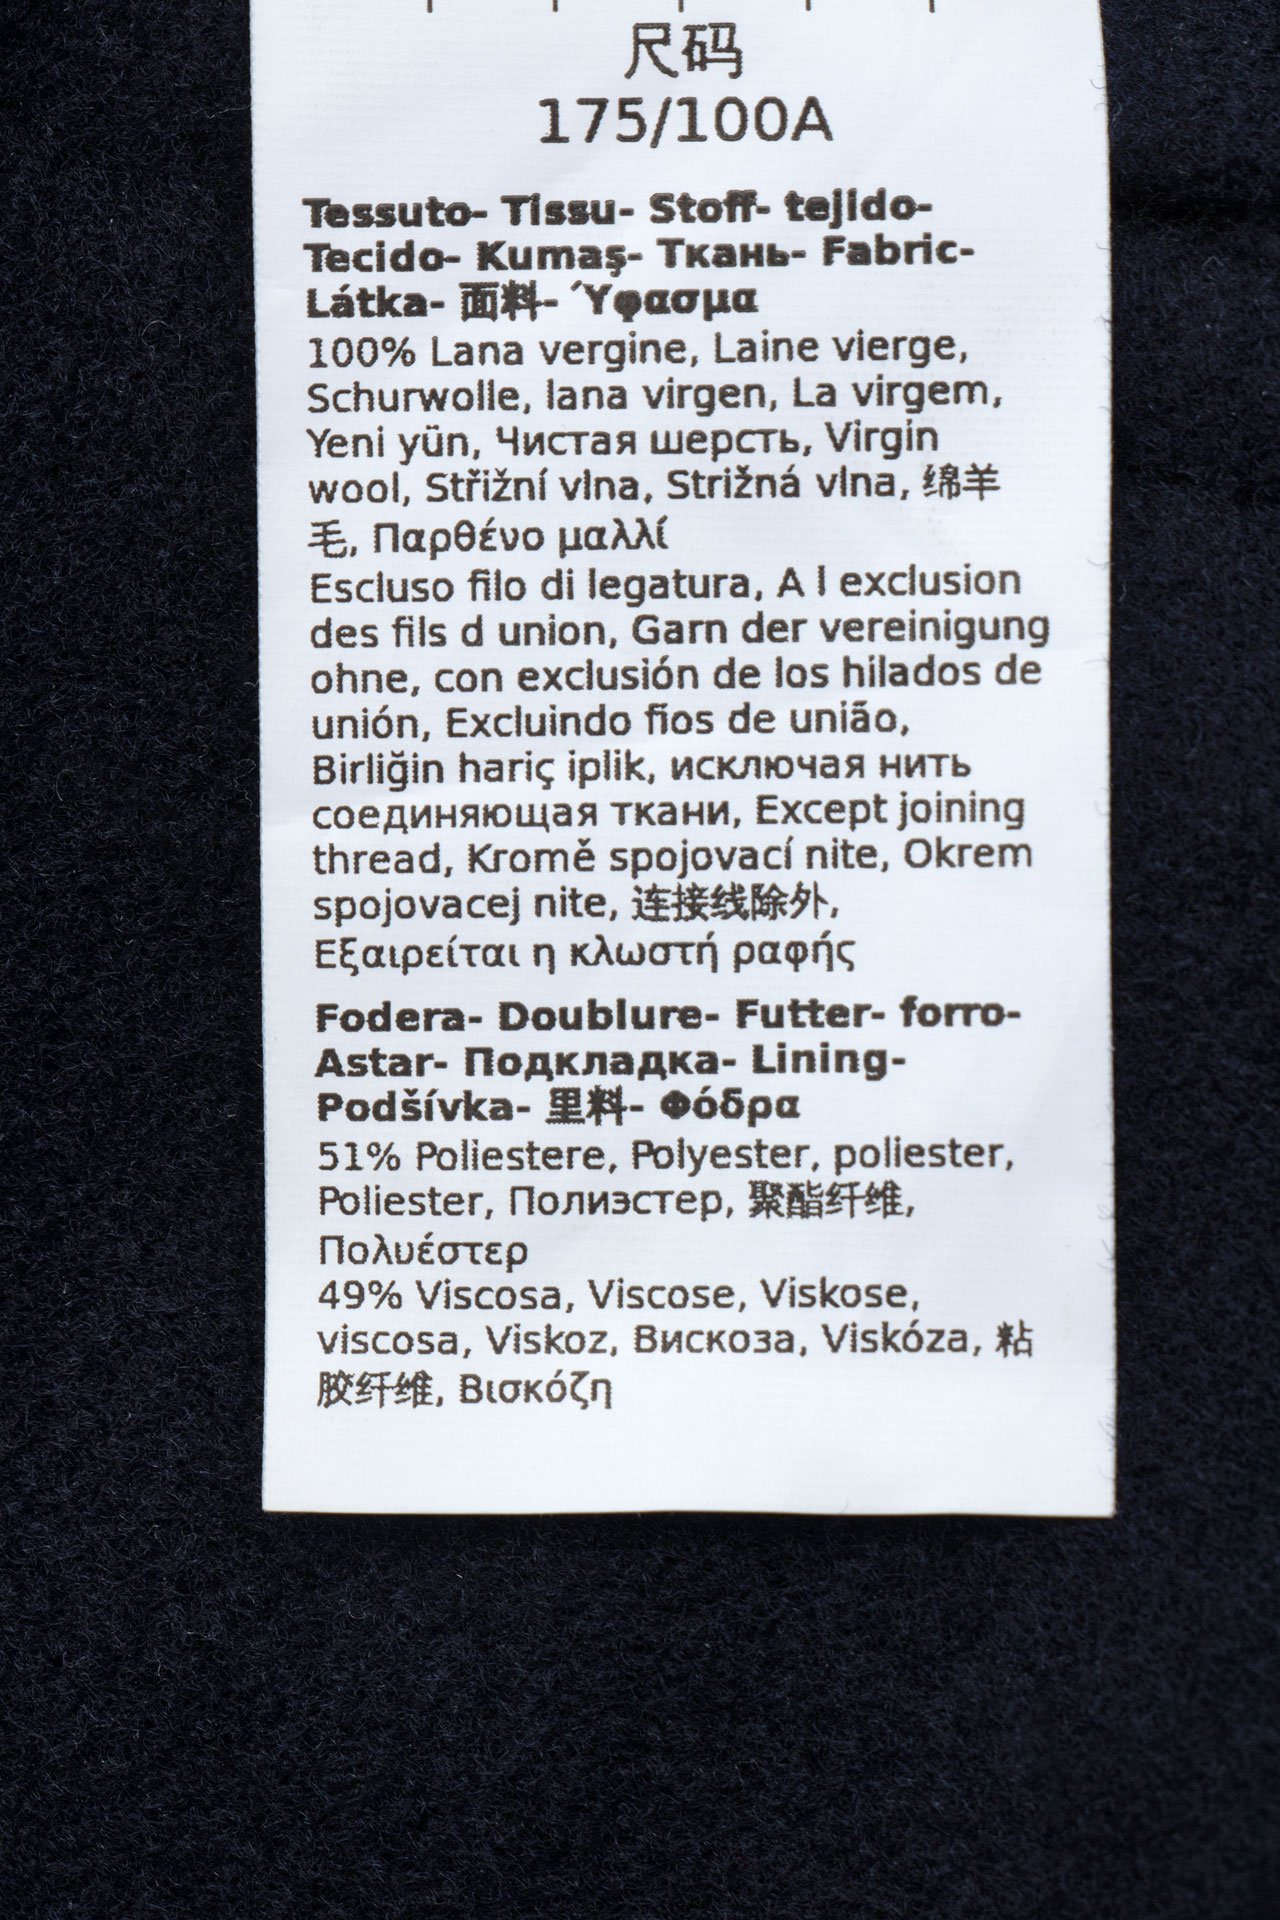 尺码
175/100A
Tessuto- Tissu- Stoff- tejido-
Tecido- Kumaş- Ткань- Fabric-
Látka- 面料- Ύφασμα
100% Lana vergine, Laine vierge,
Schurwolle, lana virgen, La virgem,
Yeni yün, Чистая шерсть, Virgin
wool, Střižní vlna, Strižná vlna, 绵羊
毛, Παρθένο μαλλί
Escluso filo di legatura, A l exclusion
des fils d union, Garn der vereinigung
ohne, con exclusión de los hilados de
unión, Excluindo fios de união,
Birliğin hariç iplik, исключая нить
соединяющая ткани, Except joining
thread, Kromě spojovací nite, Okrem
spojovacej nite, 连接线除外,
Εξαιρείται η κλωστή ραφής
Fodera- Doublure- Futter- forro-
Astar- Подкладка- Lining-
Podšívka- 里料- Φόδρα
51% Poliestere, Polyester, poliester,
Poliester, Полиэстер, 聚酯纤维,
Πολυέστερ
49% Viscosa, Viscose, Viskose,
viscosa, Viskoz, Вискоза, Viskóza, 粘
胶纤维, Βισκόζη